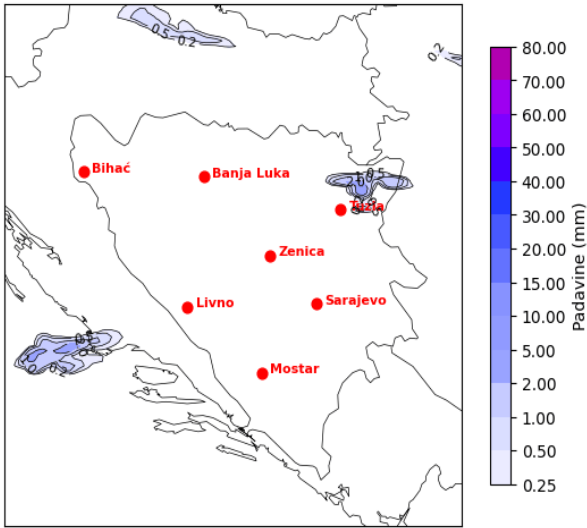 0.5
0.2
0.2
Bihać
Banja Luka
0.5
Tuzla
Zenica
Livno
Sarajevo
Mostar
80.00
70.00
60.00
50.00
40.00
30.00
20.00
15.00
10.00
5.00
2.00
1.00
0.50
0.25
Padavine (mm)